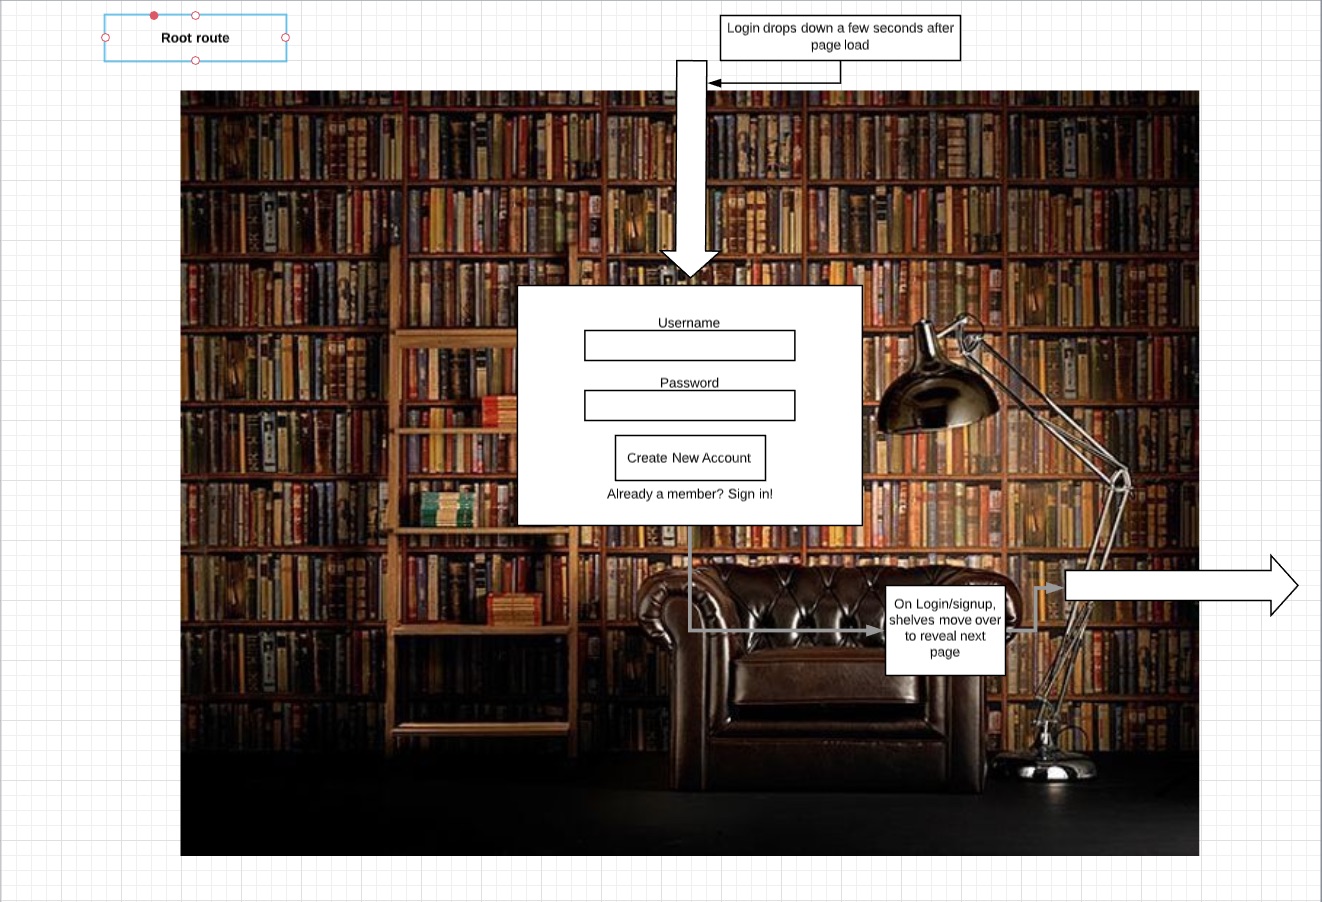 Root route
Login drops down a few seconds after
page load
Username
Password
Create New Account
Already a member? Sign in!
On Login/signup,
shelves move over
to reveal next
page